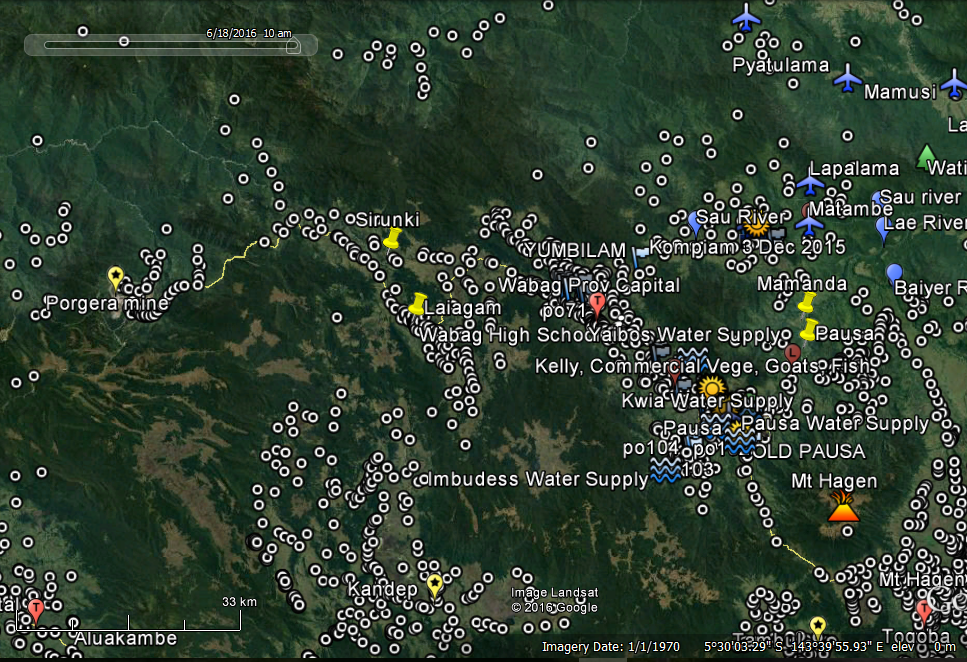 6/18/2016 10 am
Pyatulama
Mamusi
La
Lapalama
Wati
Sau river
Matambe
Sau River
Lae River
Sirunki
YUMBILAM
Kompiam 3 Dec 2015
Wabag Prov Capital
Mamanda
Baiyer R
Porgera mine
Laiagam
po71
Wabag High Schoo
Yaibos Water Supply
Pausa
Kelly, Commercial Vege, Goats, Fish
Kwia Water Supply
Pausa
Pausa Water Supply
po104
po1
OLD PAUSA
103
Imbudess Water Supply
Mt Hagen
Kandep
Mt Hagen
33 km
Image Landsat
© 2016 Google
Aluakambe
Togoba
Imagery Date: 1/1/1970 5°30'03.29" S 143°39'55.93" E elev 0 m